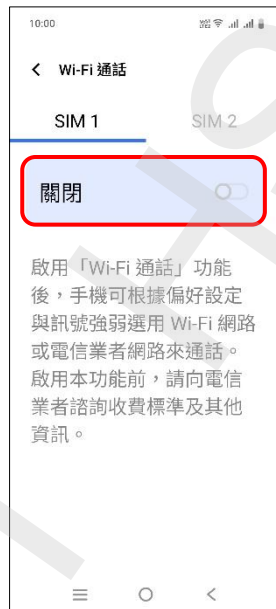 10:00
Wi-Fi 通話
SIM 1
SIM 2
關閉
啟用「Wi-Fi 通話」功能
後，手機可根據偏好設定
與訊號強弱選用 Wi-Fi 網路
或電信業者網路來通話。
啟用本功能前，請向電信
業者諮詢收費標準及其他
資訊。